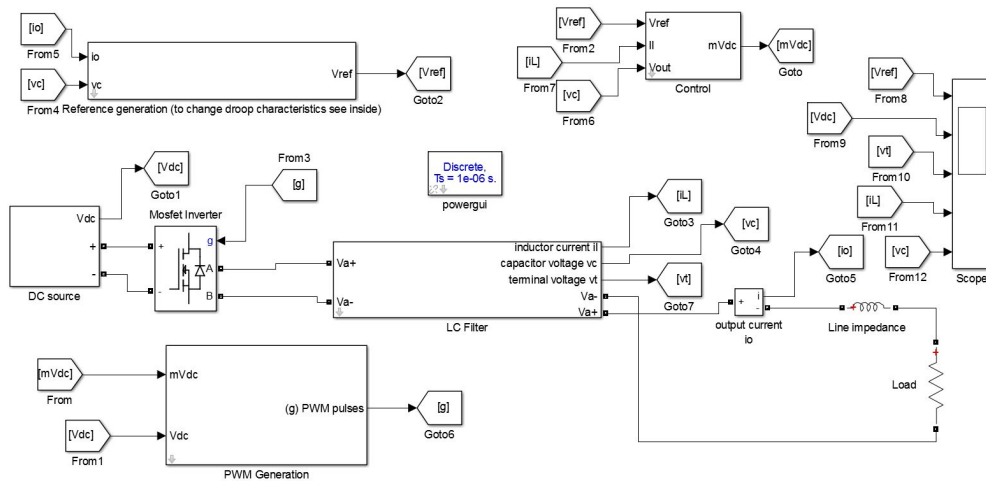 [io]
From5
[vc]
From4
io
vc
Vref
Reference generation (to change droop characteristics see inside)
[Vref]
Goto2
[Vref]
From2
[iL]
From7
[vc]
From6
Vref
Il
Vout
mVdc
Control
[mVdc]
Goto
[Vref]
From8
[Vdc]
From9
[vt]
From10
[iL]
From11
[vc]
From12
Scope
[Vdc]
Goto1
From3
[g]
Discrete,
Ts = 1e-06 s.
powergui
Vdc
+
-
DC source
Mosfet Inverter
+
-
g
A
B
Va+
Va-
inductor current il
capacitor voltage vc
terminal voltage vt
Va-
Va+
LC Filter
[iL]
Goto3
[vc]
Goto4
[vt]
Goto7
[io]
Goto5
+
-
i
output current
io
+
Line impedance
+
Load
[mVdc]
From
[Vdc]
From1
mVdc
Vdc
(g) PWM pulses
PWM Generation
[g]
Goto6